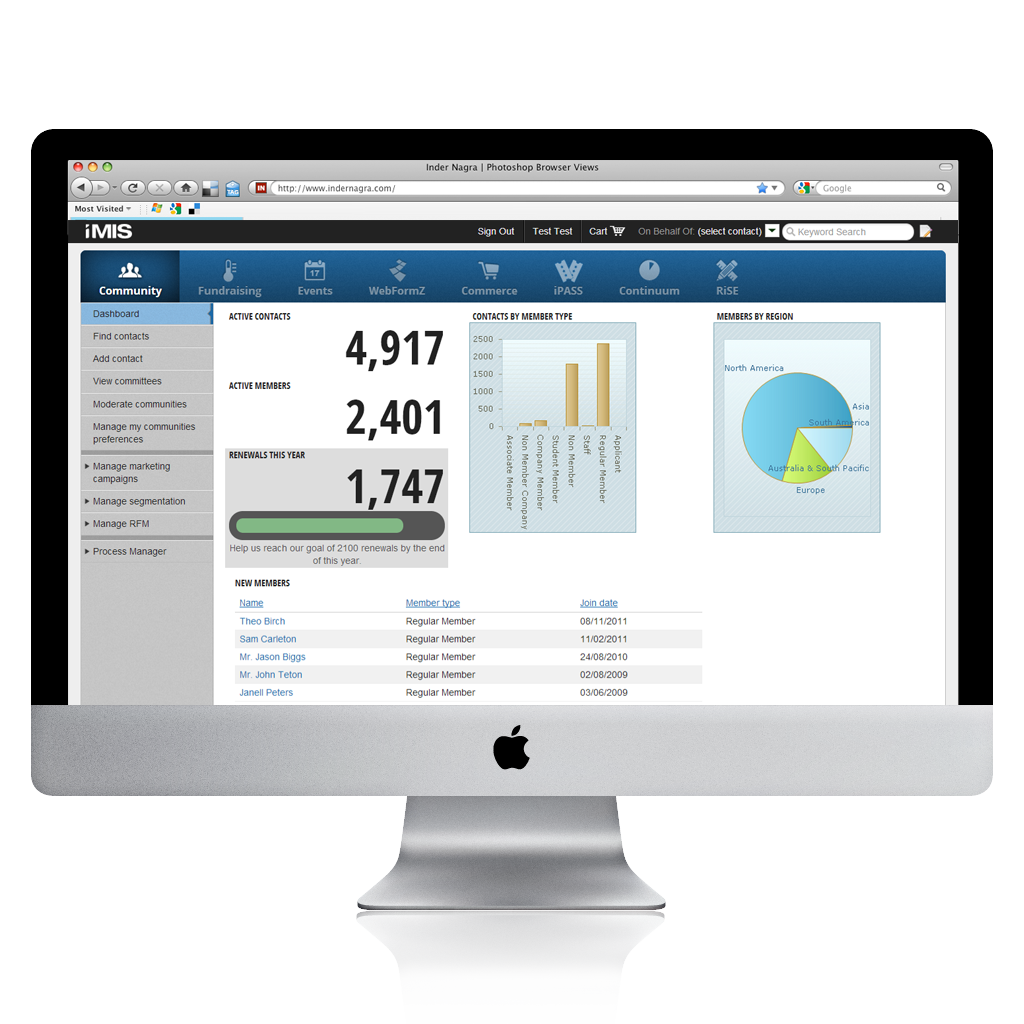 Inder Nagra | Photoshop Browser Views
IN http://www.indernagra.com/
Google
TAG
Most Visited
iMIS
Sign Out Test Test Cart On Behalf Of: (select contact) Keyword Search
17
Community Fundraising Events WebFormZ Commerce iPASS Continuum RiSE
Dashboard
Find contacts
Add contact
View committees
Moderate communities
Manage my communities
preferences
Manage marketing
campaigns
Manage segmentation
Manage RFM
Process Manager
ACTIVE CONTACTS
4,917
ACTIVE MEMBERS
2,401
RENEWALS THIS YEAR
1,747
Help us reach our goal of 2100 renewals by the end
of this year.
CONTACTS BY MEMBER TYPE
2500
2000
1500
1000
500
0
Associate Member
Non Member Company
Company Member
Student Member
Non Member
Staff
Regular Member
Applicant
MEMBERS BY REGION
North America
Asia
South America
Australia & South Pacific
Europe
NEW MEMBERS
Name Member type Join date
Theo Birch Regular Member 08/11/2011
Sam Carleton Regular Member 11/02/2011
Mr. Jason Biggs Regular Member 24/08/2010
Mr. John Teton Regular Member 02/08/2009
Janell Peters Regular Member 03/06/2009